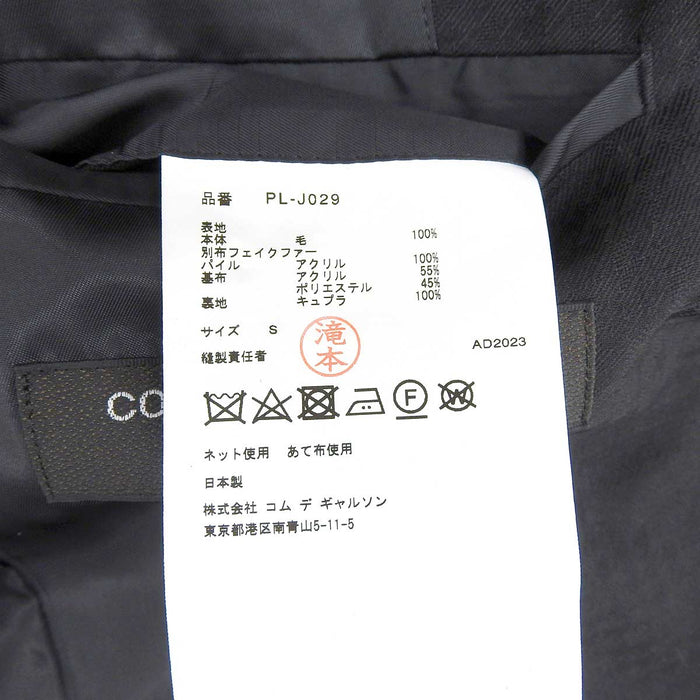 品番 PL-J029
表地
本体 毛 100%
別布フェイクファー
パイル アクリル 100%
基布 アクリル 55%
ポリエステル 45%
裏地 キュプラ 100%
サイズ S
縫製責任者 滝本 AD2023
CO
F W
ネット使用 あて布使用
日本製
株式会社 コム デ ギャルソン
東京都港区南青山5-11-5